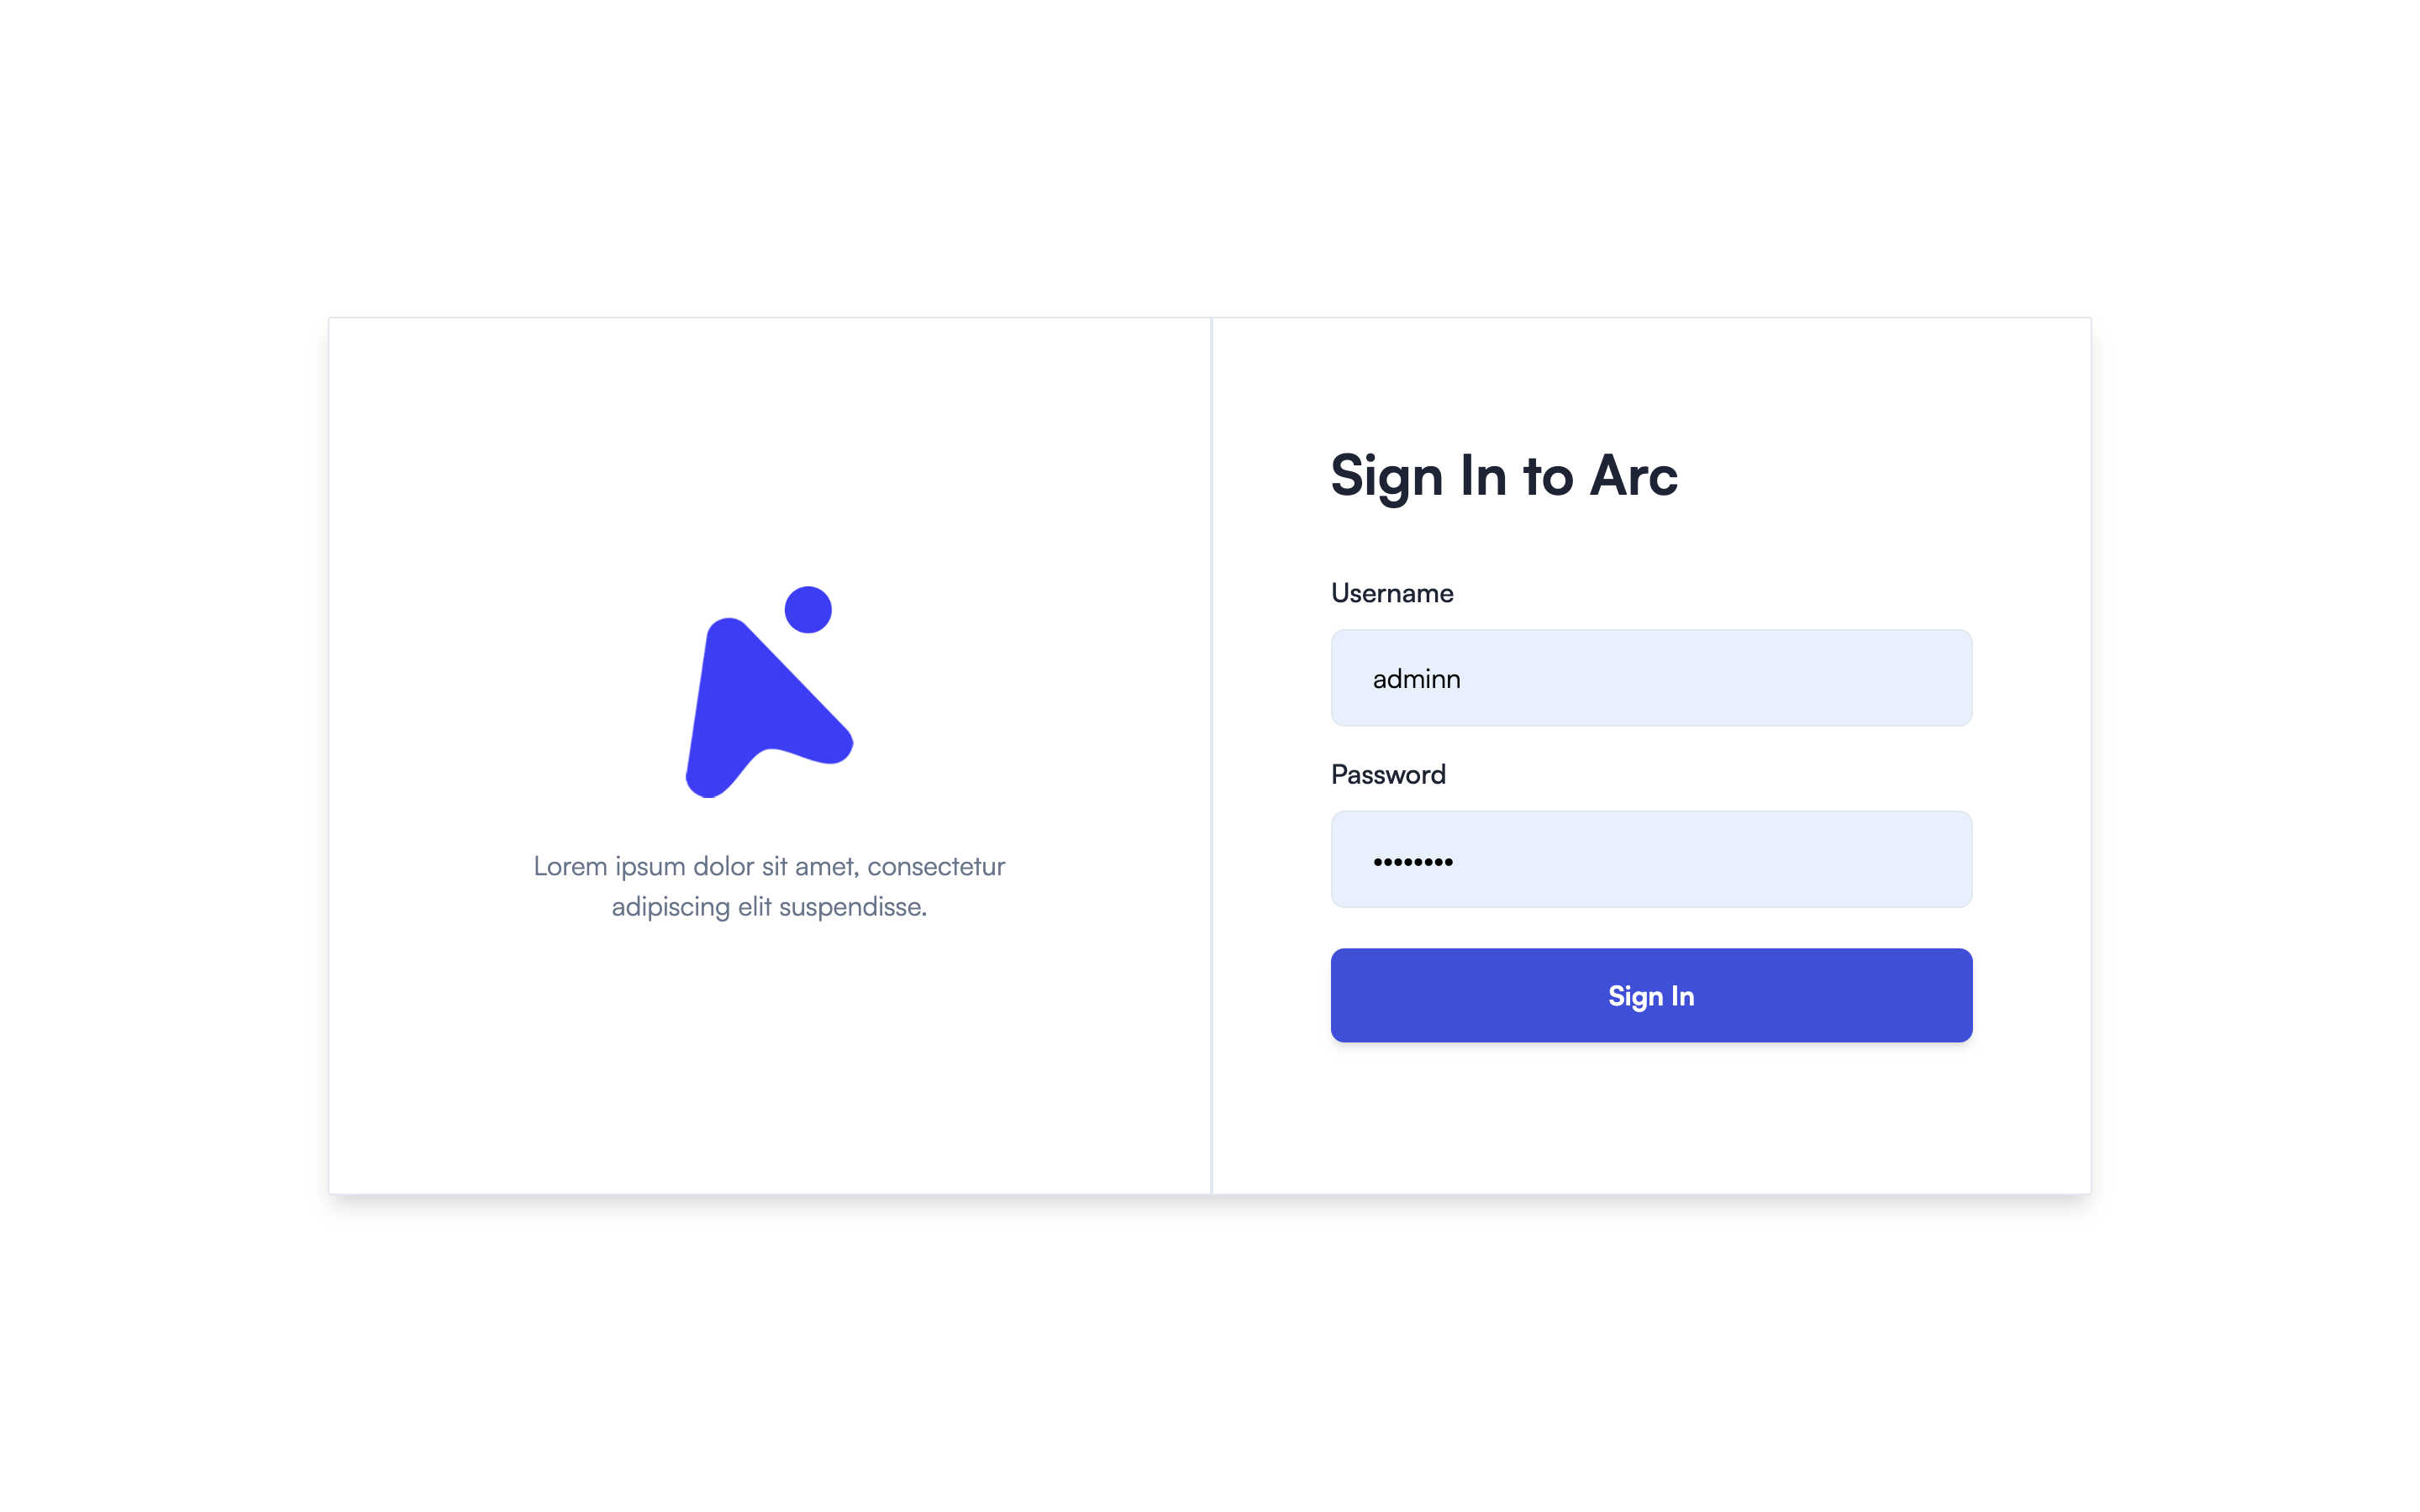 Lorem ipsum dolor sit amet, consectetur
adipiscing elit suspendisse.
Sign In to Arc
Username
adminn
Password
••••••••
Sign In